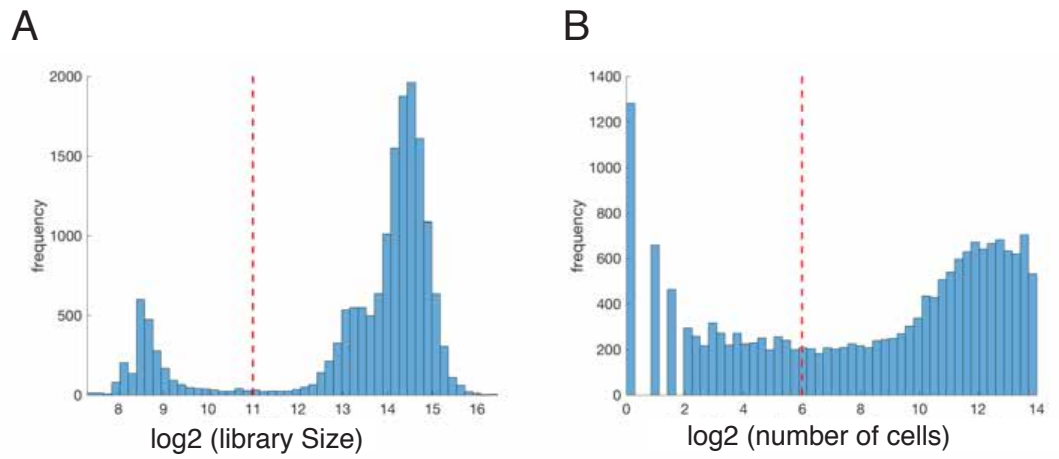 A
B
2000
1500
1000
500
0
frequency
8 9 10 11 12 13 14 15 16
log2 (library Size)
1400
1200
1000
800
600
400
200
0
frequency
0 2 4 6 8 10 12 14
log2 (number of cells)